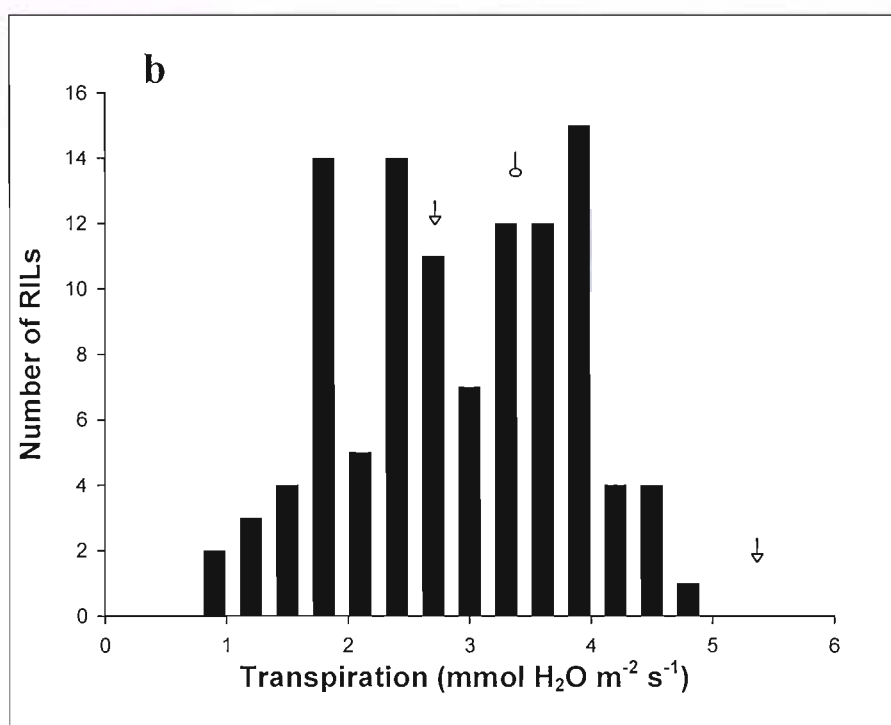 b
16
14
12
10
8
6
4
2
0
Number of RILs
0 1 2 3 4 5 6
Transpiration (mmol H₂O m⁻² s⁻¹)